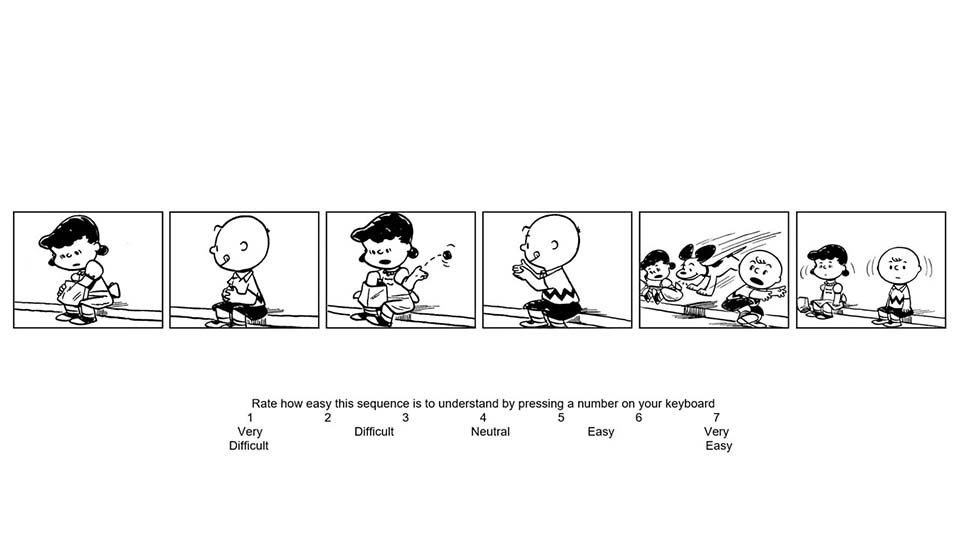 Rate how easy this sequence is to understand by pressing a number on your keyboard
1 2 3 4 5 6 7
Very Difficult Neutral Easy Very
Difficult Easy